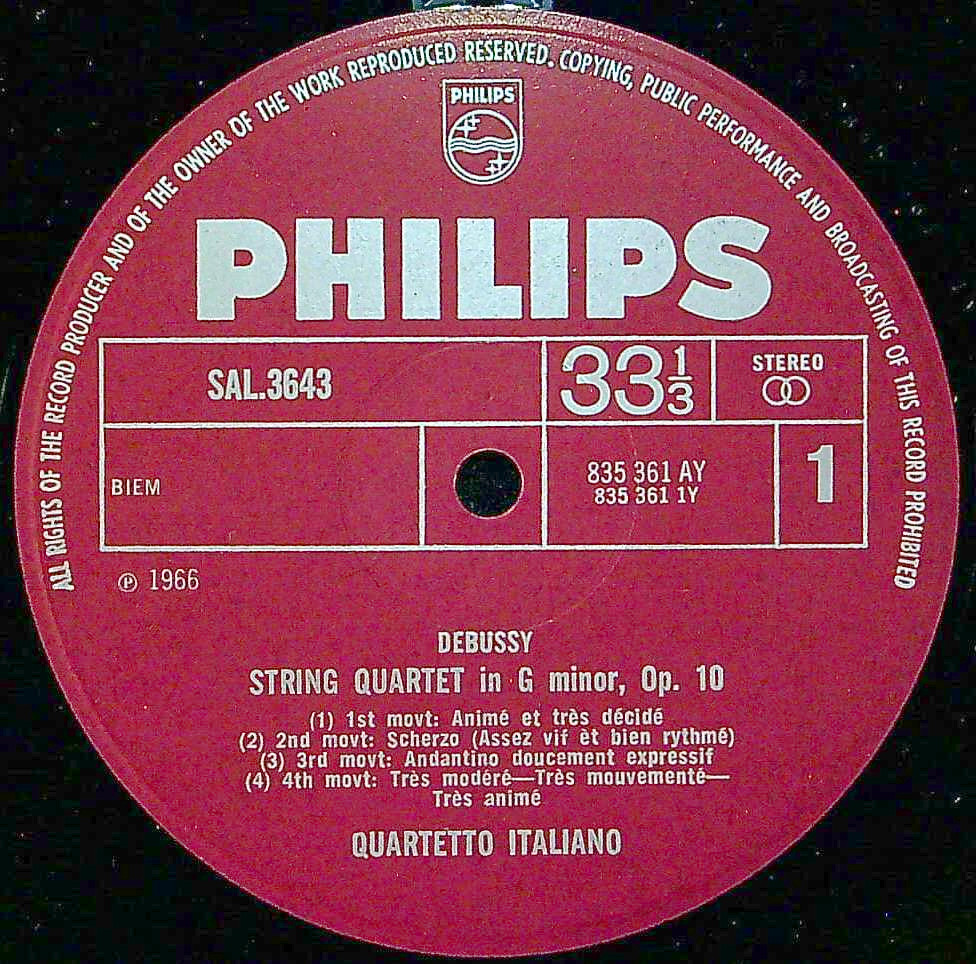 ALL RIGHTS OF THE RECORD PRODUCER AND OF THE OWNER OF THE WORK REPRODUCED RESERVED. COPYING, PUBLIC PERFORMANCE AND BROADCASTING OF THIS RECORD PROHIBITED
PHILIPS
PHILIPS
SAL.3643
33 1/3
STEREO
BIEM
835 361 AY
835 361 1Y
1
℗ 1966
DEBUSSY
STRING QUARTET in G minor, Op. 10
(1) 1st movt: Animé et très décidé
(2) 2nd movt: Scherzo (Assez vif èt bien rythmé)
(3) 3rd movt: Andantino doucement expressif
(4) 4th movt: Très modéré—Très mouvementé—
Très animé
QUARTETTO ITALIANO